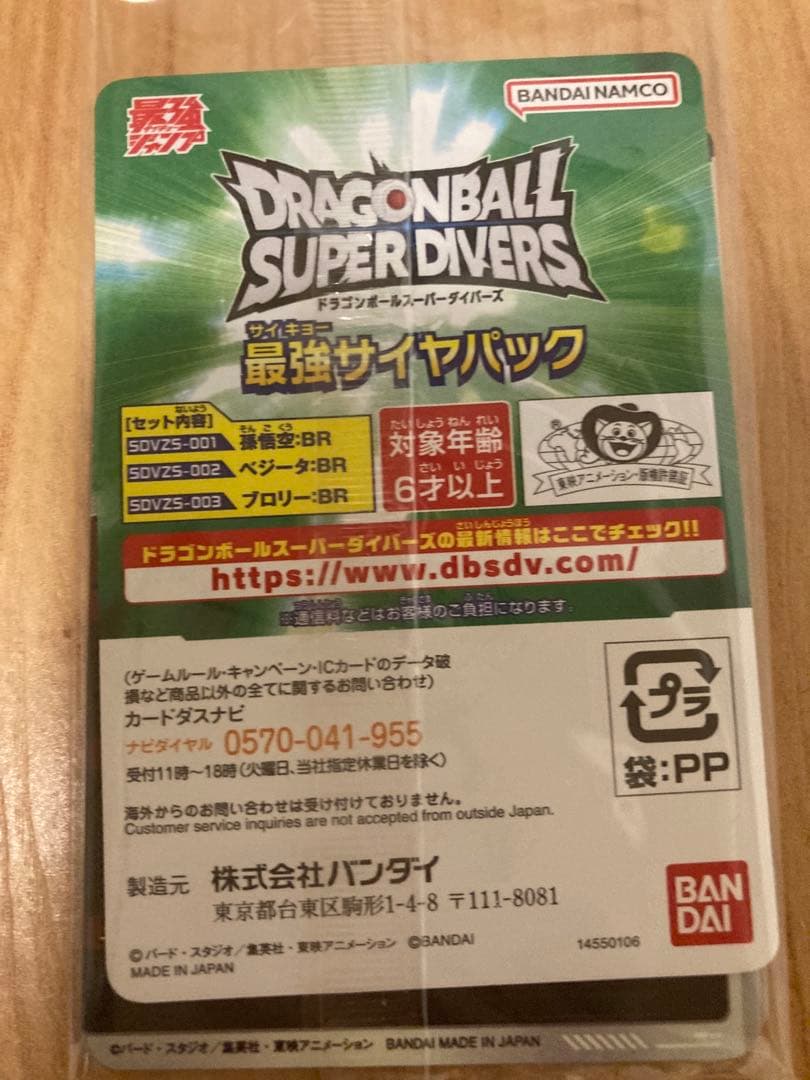 最強ジャンプ
BANDAI NAMCO
DRAGONBALL
SUPER DIVERS
ドラゴンボールスーパーダイバーズ
サイキョー
最強サイヤパック
ないよう
[セット内容]
そんごくう
SDVZS-001 孫悟空:BR
SDVZS-002 ベジータ:BR
SDVZS-003 ブロリー:BR
たいしょうねんれい
対象年齢
さいいじょう
6才以上
®
東映アニメーション・版権許諾証
さいしんじょうほう
ドラゴンボールスーパーダイバーズの最新情報はここでチェック!!
https://www.dbsdv.com/
※通信料などはお客様のご負担になります。
(ゲームルール・キャンペーン・ICカードのデータ破
損など商品以外の全てに関するお問い合わせ)
カードダスナビ
ナビダイヤル 0570-041-955
受付11時~18時(火曜日、当社指定休業日を除く)
海外からのお問い合わせは受け付けておりません。
Customer service inquiries are not accepted from outside Japan.
プラ
袋:PP
製造元 株式会社バンダイ
東京都台東区駒形1-4-8 〒111-8081
BAN
DAI
©バード・スタジオ/集英社・東映アニメーション ©BANDAI
14550106
MADE IN JAPAN
©バード・スタジオ/集英社・東映アニメーション BANDAI MADE IN JAPAN